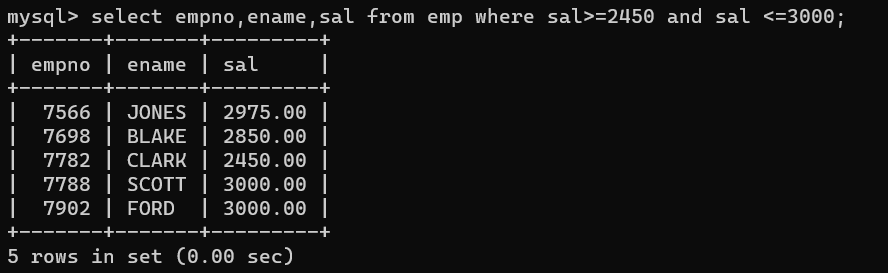 mysql> select empno,ename,sal from emp where sal>=2450 and sal <=3000;
+-------+-------+---------+
| empno | ename | sal     |
+-------+-------+---------+
|  7566 | JONES | 2975.00 |
|  7698 | BLAKE | 2850.00 |
|  7782 | CLARK | 2450.00 |
|  7788 | SCOTT | 3000.00 |
|  7902 | FORD  | 3000.00 |
+-------+-------+---------+
5 rows in set (0.00 sec)